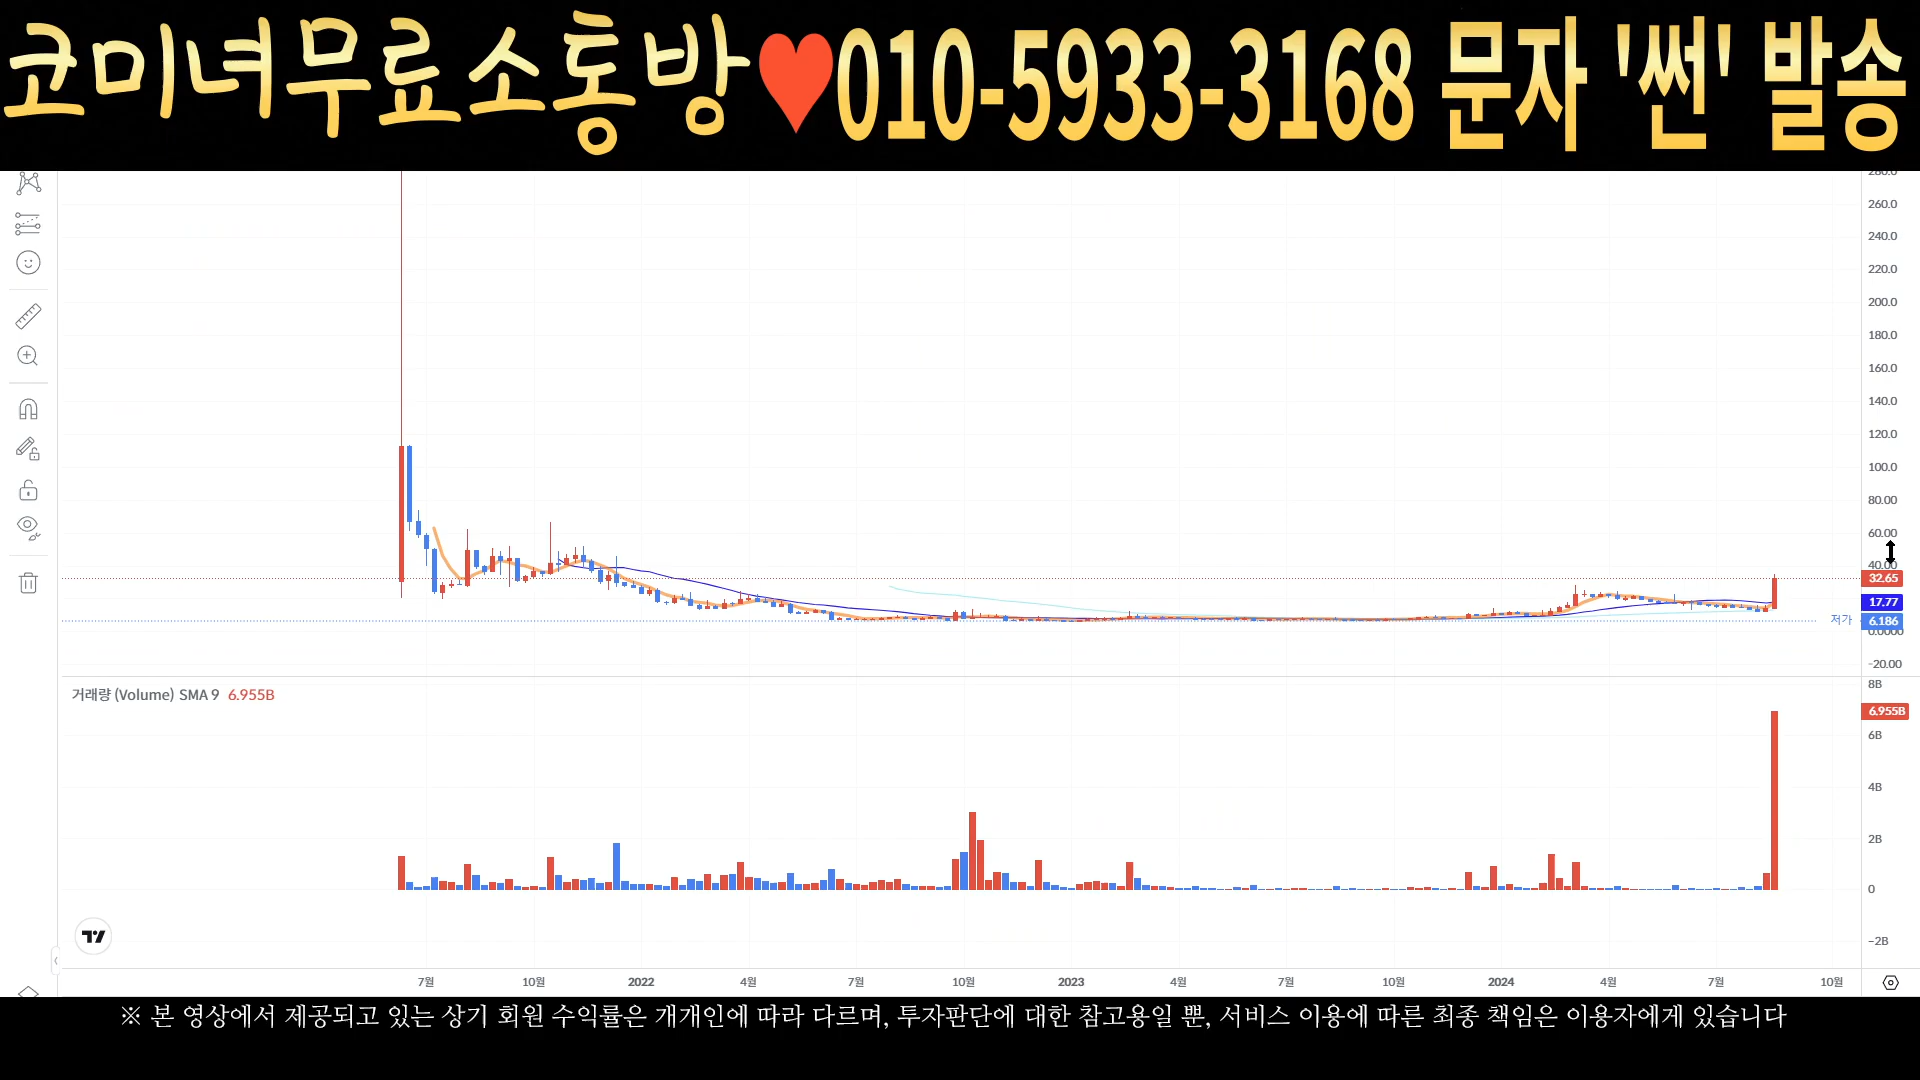 코미녀무료소통방♥010-5933-3168 문자 '썬' 발송
280.0
260.0
240.0
220.0
200.0
180.0
160.0
140.0
120.0
100.0
80.00
60.00
40.00
32.65
17.77
저가 6.186
0.0000
-20.00
거래량 (Volume) SMA 9 6.955B
8B
6.955B
6B
4B
2B
0
-2B
7월 10월 2022 4월 7월 10월 2023 4월 7월 10월 2024 4월 7월 10월
※ 본 영상에서 제공되고 있는 상기 회원 수익률은 개개인에 따라 다르며, 투자판단에 대한 참고용일 뿐, 서비스 이용에 따른 최종 책임은 이용자에게 있습니다